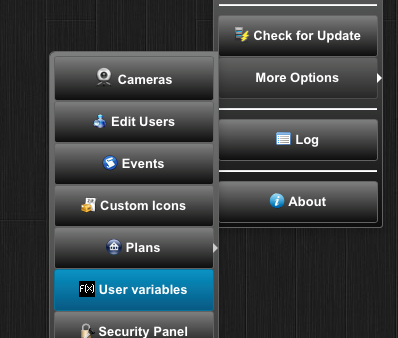 Check for Update
More Options
Log
About
Cameras
Edit Users
Events
Custom Icons
Plans
F(x) User variables
Security Panel